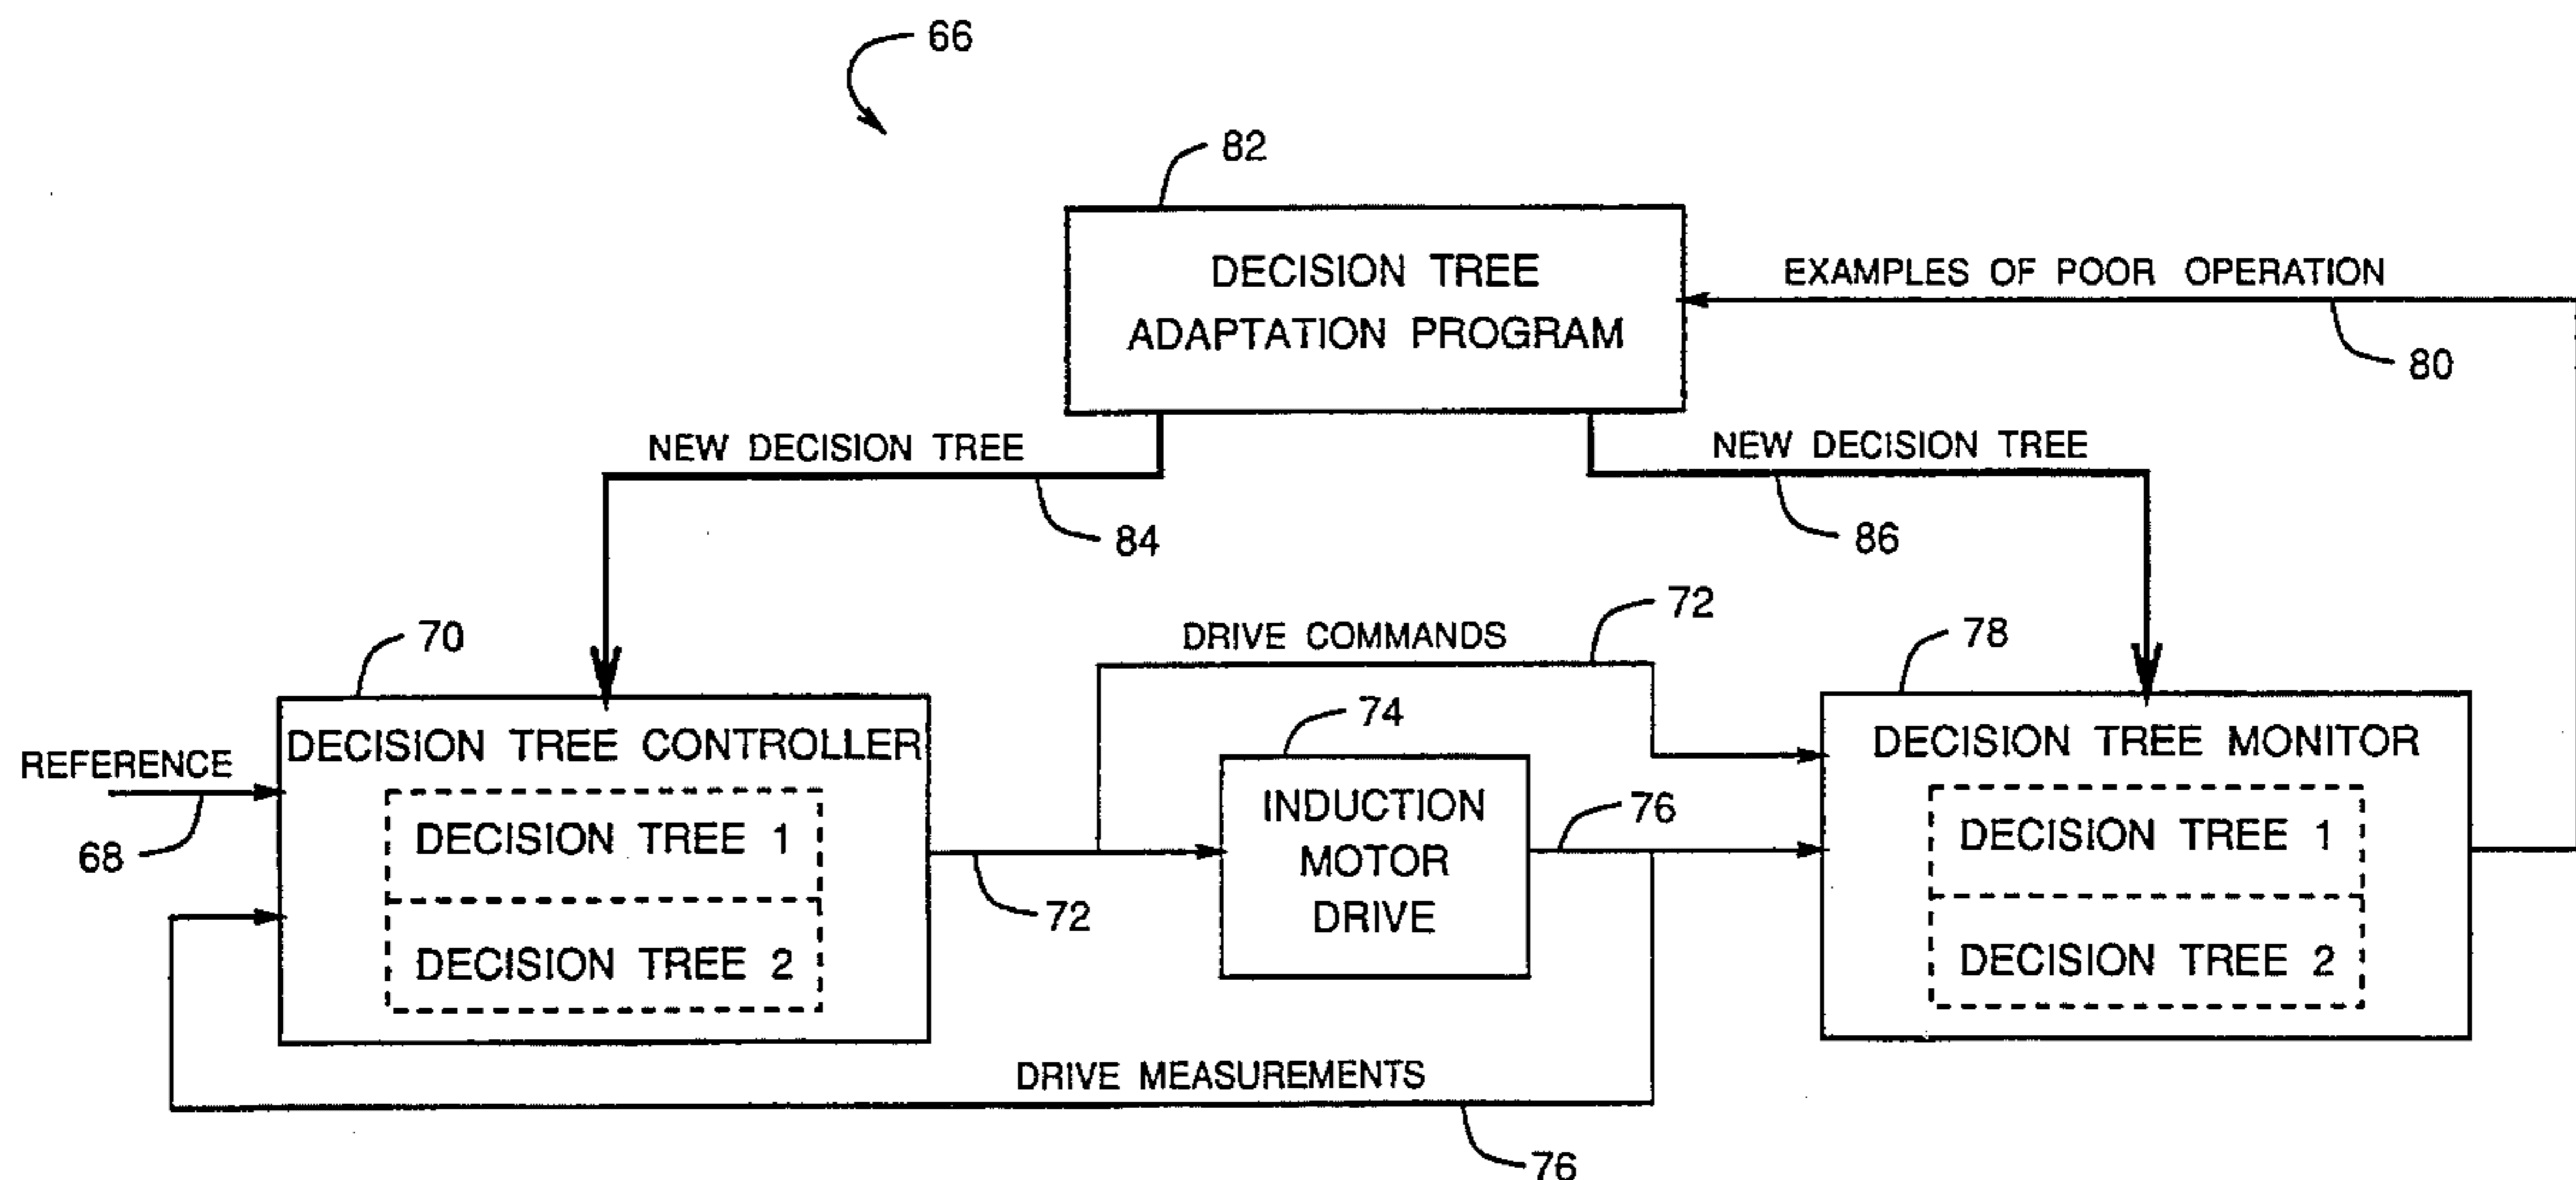 66
82
DECISION TREE
ADAPTATION PROGRAM
EXAMPLES OF POOR OPERATION
80
NEW DECISION TREE
84
NEW DECISION TREE
86
70
DRIVE COMMANDS
72
78
REFERENCE
68
DECISION TREE CONTROLLER
DECISION TREE 1
DECISION TREE 2
72
74
INDUCTION
MOTOR
DRIVE
76
DECISION TREE MONITOR
DECISION TREE 1
DECISION TREE 2
DRIVE MEASUREMENTS
76